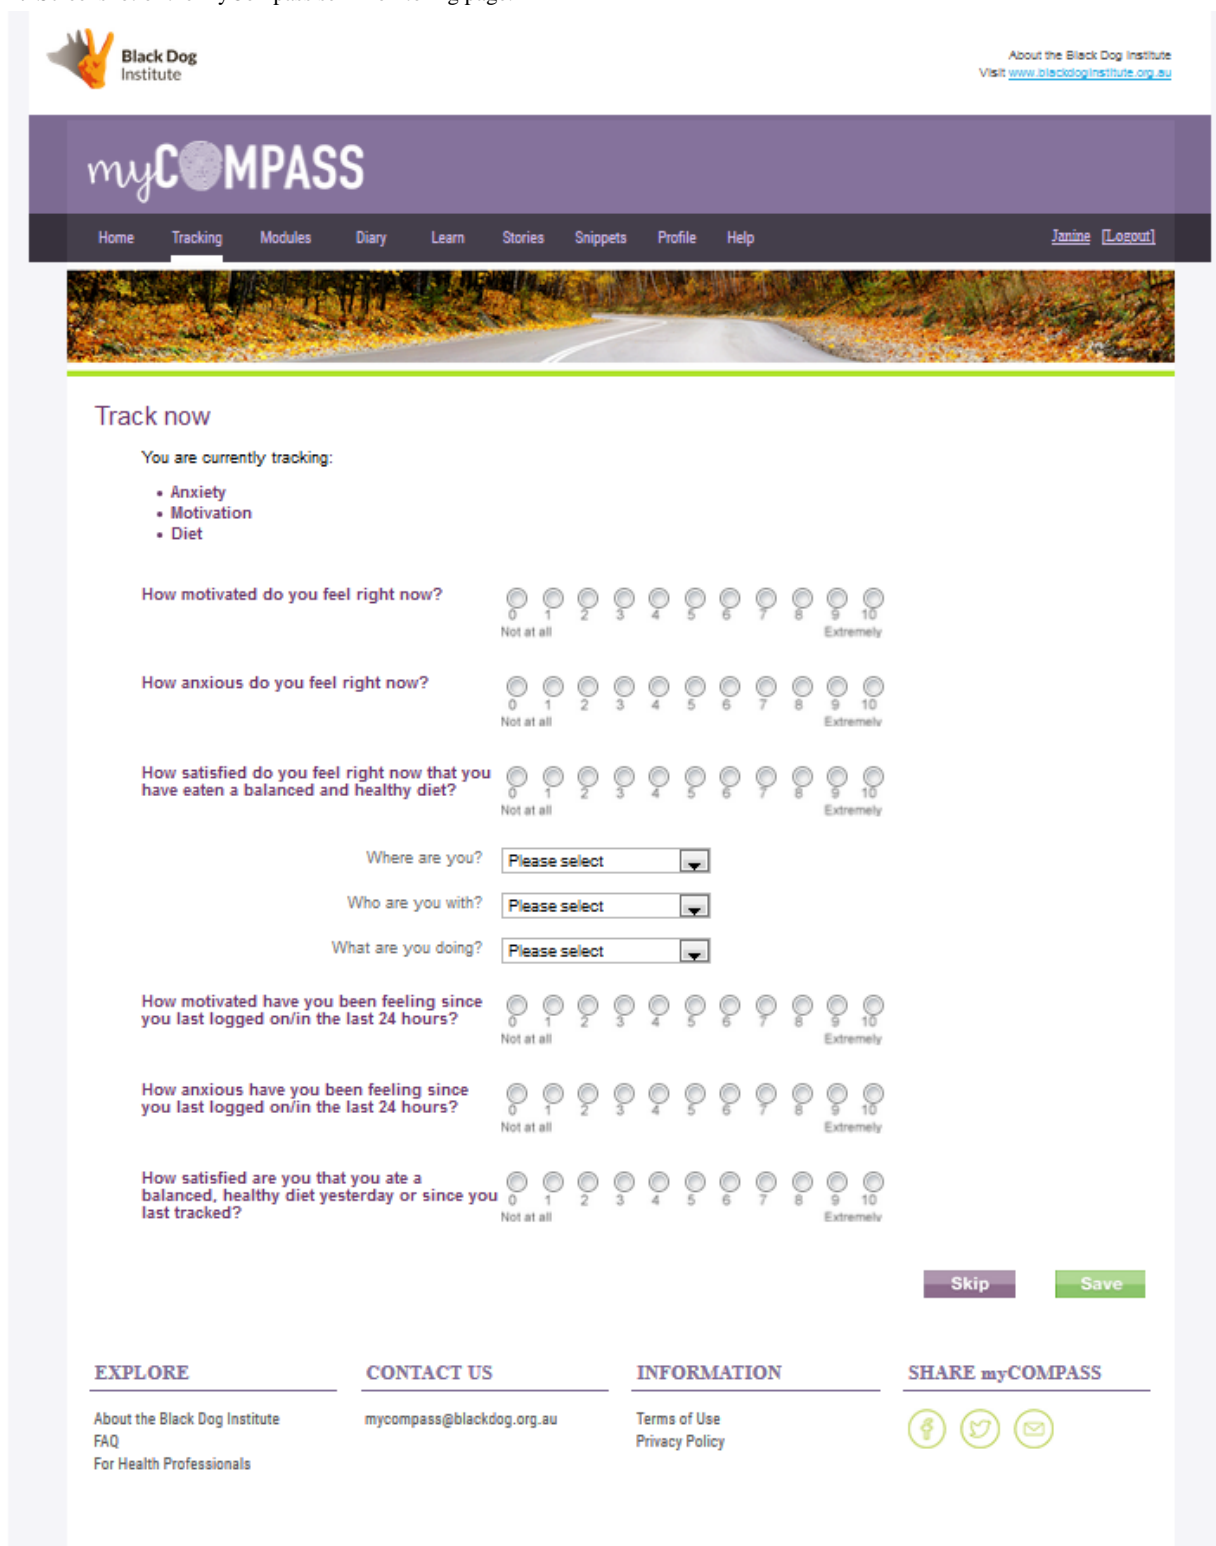 Black Dog
Institute
About the Black Dog Institute
Visit www.blackdoginstitute.org.au
myCOMPASS
Home Tracking Modules Diary Learn Stories Snippets Profile Help Janine [Logout]
Track now
You are currently tracking:
• Anxiety
• Motivation
• Diet
How motivated do you feel right now?
0 1 2 3 4 5 6 7 8 9 10
Not at all Extremely
How anxious do you feel right now?
0 1 2 3 4 5 6 7 8 9 10
Not at all Extremely
How satisfied do you feel right now that you
have eaten a balanced and healthy diet?
0 1 2 3 4 5 6 7 8 9 10
Not at all Extremely
Where are you? Please select
Who are you with? Please select
What are you doing? Please select
How motivated have you been feeling since
you last logged on/in the last 24 hours?
0 1 2 3 4 5 6 7 8 9 10
Not at all Extremely
How anxious have you been feeling since
you last logged on/in the last 24 hours?
0 1 2 3 4 5 6 7 8 9 10
Not at all Extremely
How satisfied are you that you ate a
balanced, healthy diet yesterday or since you
last tracked?
0 1 2 3 4 5 6 7 8 9 10
Not at all Extremely
Skip Save
EXPLORE
About the Black Dog Institute
FAQ
For Health Professionals
CONTACT US
mycompass@blackdog.org.au
INFORMATION
Terms of Use
Privacy Policy
SHARE myCOMPASS